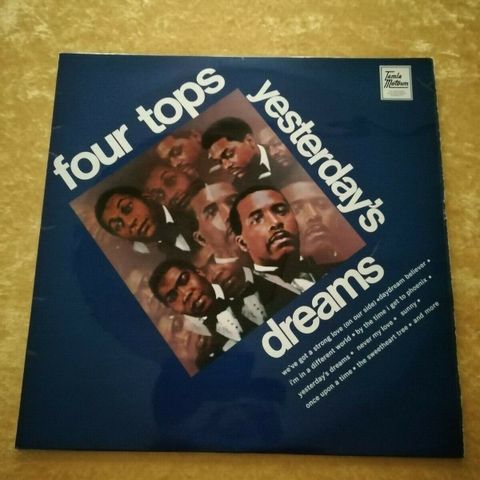 four tops
yesterday's
dreams
Tamla
Motown
we've got a strong love (on our side) • daydream believer •
i'm in a different world • by the time i get to phoenix •
yesterday's dreams • never my love • sunny •
once upon a time • the sweetheart tree • and more